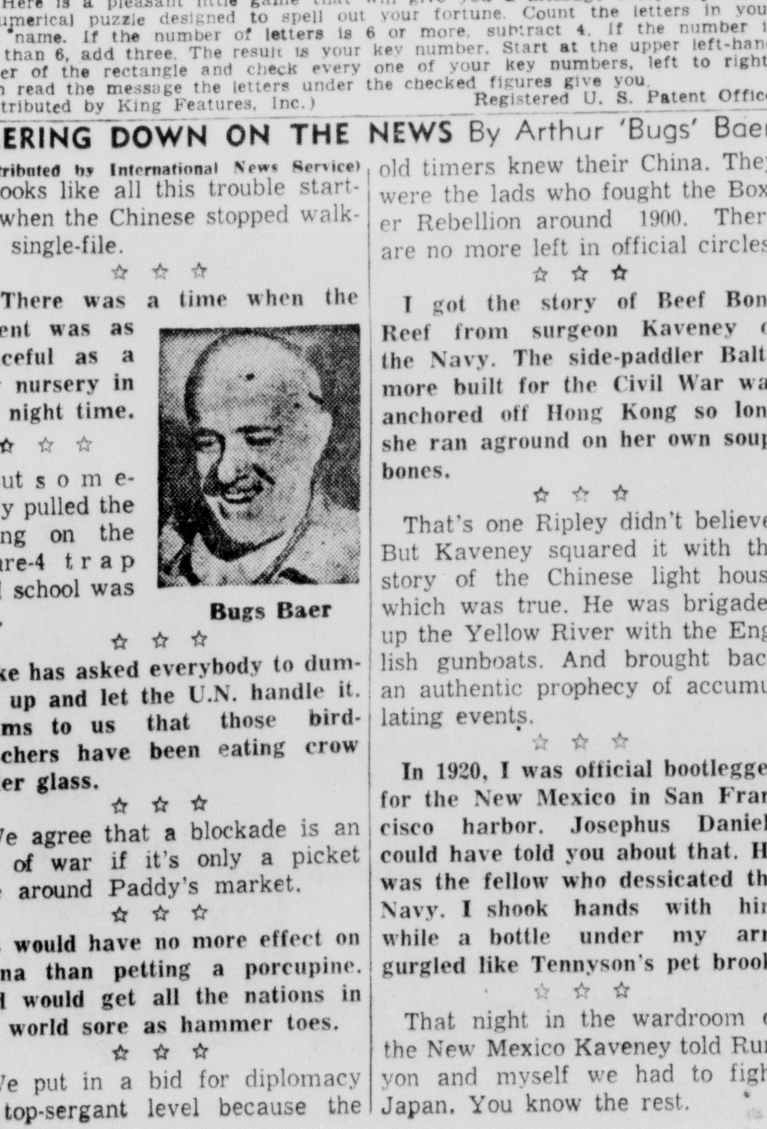 Here is a pleasant little game that will give you a message every
umerical puzzle designed to spell out your fortune. Count the letters in you
name. If the number of letters is 6 or more, subtract 4. If the number i
than 6, add three. The result is your key number. Start at the upper left-han
er of the rectangle and check every one of your key numbers, left to right
n read the message the letters under the checked figures give you.
tributed by King Features, Inc.) Registered U. S. Patent Office
ERING DOWN ON THE NEWS By Arthur 'Bugs' Baer
ributed by International News Service)
ooks like all this trouble start-
when the Chinese stopped walk-
single-file.
☆ ☆ ☆
There was a time when the
ent was as
ceful as a
nursery in
night time.
☆ ☆ ☆
ut s o m e-
y pulled the
ng on the
ure-4 t r a p
l school was
Bugs Baer
☆ ☆ ☆
ke has asked everybody to dum-
up and let the U.N. handle it.
ms to us that those bird-
chers have been eating crow
er glass.
☆ ☆ ☆
We agree that a blockade is an
of war if it's only a picket
e around Paddy's market.
☆ ☆ ☆
would have no more effect on
na than petting a porcupine.
d would get all the nations in
world sore as hammer toes.
☆ ☆ ☆
We put in a bid for diplomacy
top-sergant level because the
old timers knew their China. They
were the lads who fought the Box-
er Rebellion around 1900. Ther
are no more left in official circles
☆ ☆ ☆
I got the story of Beef Bon
Reef from surgeon Kaveney o
the Navy. The side-paddler Balt
more built for the Civil War wa
anchored off Hong Kong so lon
she ran aground on her own soup
bones.
☆ ☆ ☆
That's one Ripley didn't believe
But Kaveney squared it with th
story of the Chinese light hous
which was true. He was brigade
up the Yellow River with the Eng
lish gunboats. And brought bac
an authentic prophecy of accumu
lating events.
☆ ☆ ☆
In 1920, I was official bootlegge
for the New Mexico in San Fran
cisco harbor. Josephus Daniel
could have told you about that. H
was the fellow who dessicated th
Navy. I shook hands with him
while a bottle under my arm
gurgled like Tennyson's pet brook
☆ ☆ ☆
That night in the wardroom o
the New Mexico Kaveney told Run
yon and myself we had to figh
Japan. You know the rest.